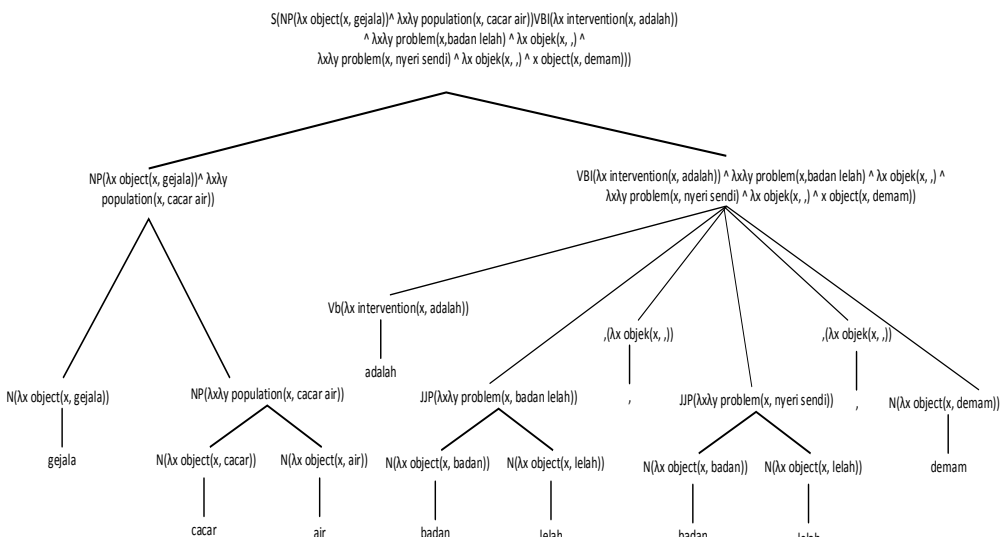 S(NP(λx object(x, gejala))^ λxλy population(x, cacar air))VBI(λx intervention(x, adalah))
^ λxλy problem(x,badan lelah) ^ λx objek(x, ,) ^
λxλy problem(x, nyeri sendi) ^ λx objek(x, ,) ^ x object(x, demam)))
NP(λx object(x, gejala))^ λxλy
population(x, cacar air))
VBI(λx intervention(x, adalah)) ^ λxλy problem(x,badan lelah) ^ λx objek(x, ,) ^
λxλy problem(x, nyeri sendi) ^ λx objek(x, ,) ^ x object(x, demam))
Vb(λx intervention(x, adalah))
,(λx objek(x, ,))
,(λx objek(x, ,))
adalah
N(λx object(x, gejala))
NP(λxλy population(x, cacar air))
JJP(λxλy problem(x, badan lelah))
,
JJP(λxλy problem(x, nyeri sendi))
,
N(λx object(x, demam))
gejala
N(λx object(x, cacar))
N(λx object(x, air))
N(λx object(x, badan))
N(λx object(x, lelah))
N(λx object(x, badan))
N(λx object(x, lelah))
demam
cacar
air
badan
lelah
badan
lelah